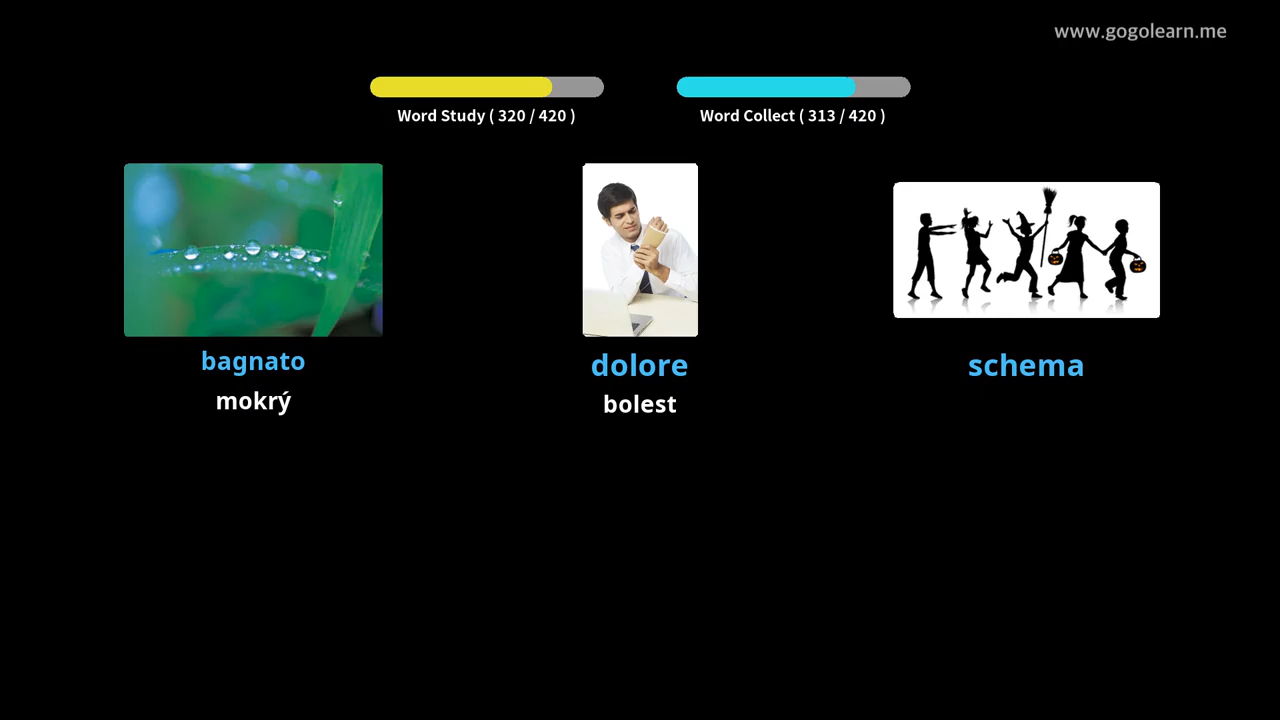 www.gogolearn.me
Word Study ( 320 / 420 )
Word Collect ( 313 / 420 )
bagnato
mokrý
dolore
bolest
schema